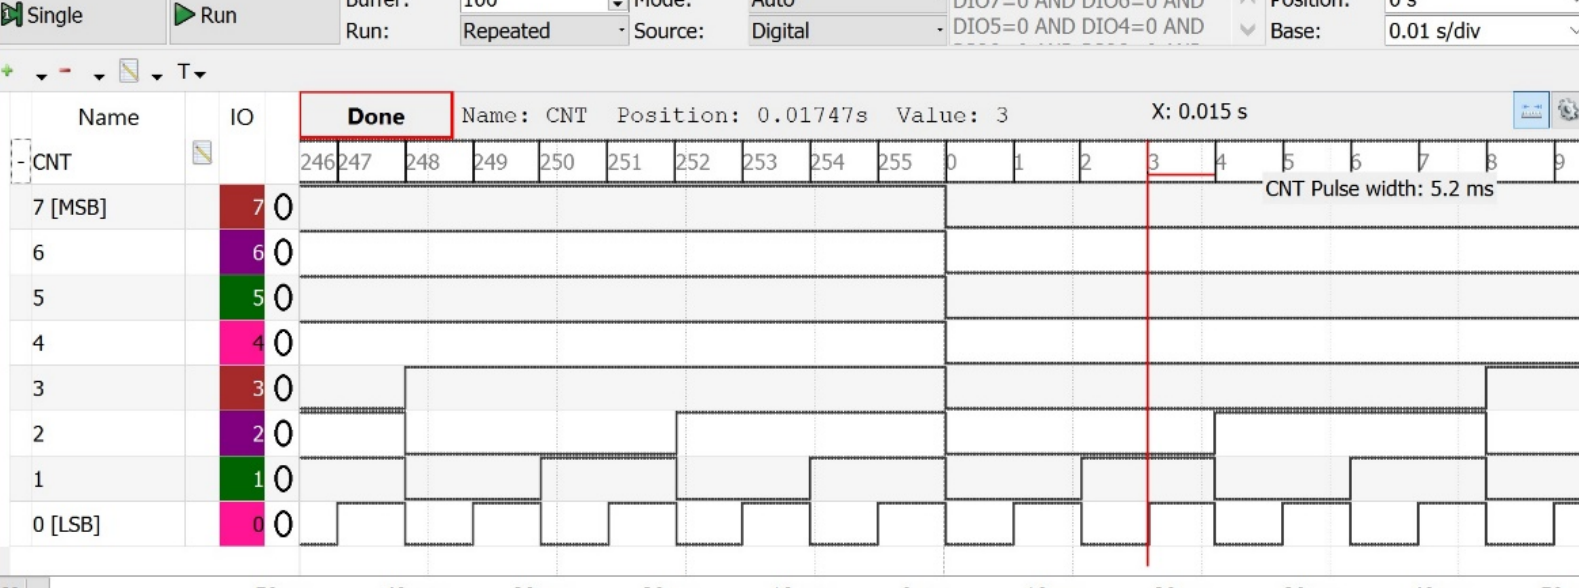 Single
Run
Buffer:
100
Mode:
Auto
DIO7=0 AND DIO6=0 AND
Position:
0 s
Run:
Repeated
Source:
Digital
DIO5=0 AND DIO4=0 AND
Base:
0.01 s/div
+ - T
Name
IO
Done
Name: CNT Position: 0.01747s Value: 3
X: 0.015 s
- CNT
246 247 248 249 250 251 252 253 254 255 0 1 2 3 4 5 6 7 8 9
CNT Pulse width: 5.2 ms
7 [MSB] 7 0
6 6 0
5 5 0
4 4 0
3 3 0
2 2 0
1 1 0
0 [LSB] 0 0